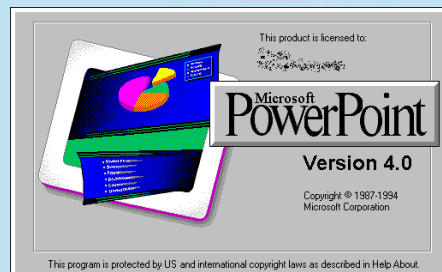 This product is licensed to:
Microsoft
PowerPoint
Version 4.0
Copyright © 1987-1994
Microsoft Corporation
This program is protected by US and international copyright laws as described in Help About.